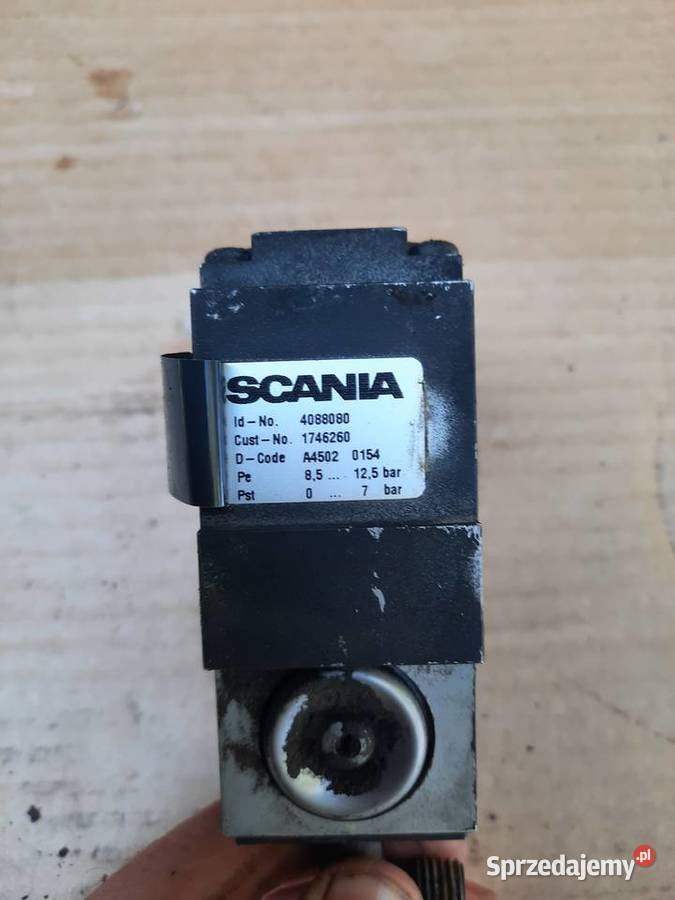 SCANIA
Id-No. 4088080
Cust-No. 1746260
D-Code A4502 0154
Pe 8,5 ... 12,5 bar
Pst 0 ... 7 bar
Sprzedajemy.pl